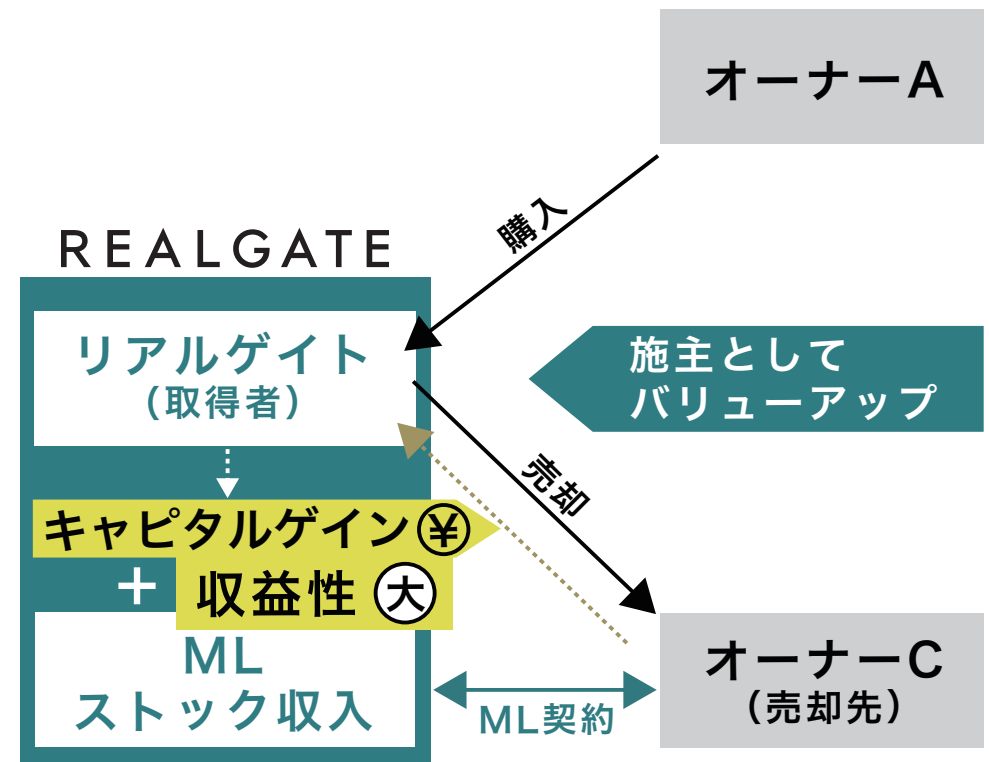 オーナーA
購入
REALGATE
リアルゲイト
（取得者）
施主として
バリューアップ
売却
キャピタルゲイン ¥
+
収益性 大
ML
ストック収入
ML契約
オーナーC
（売却先）